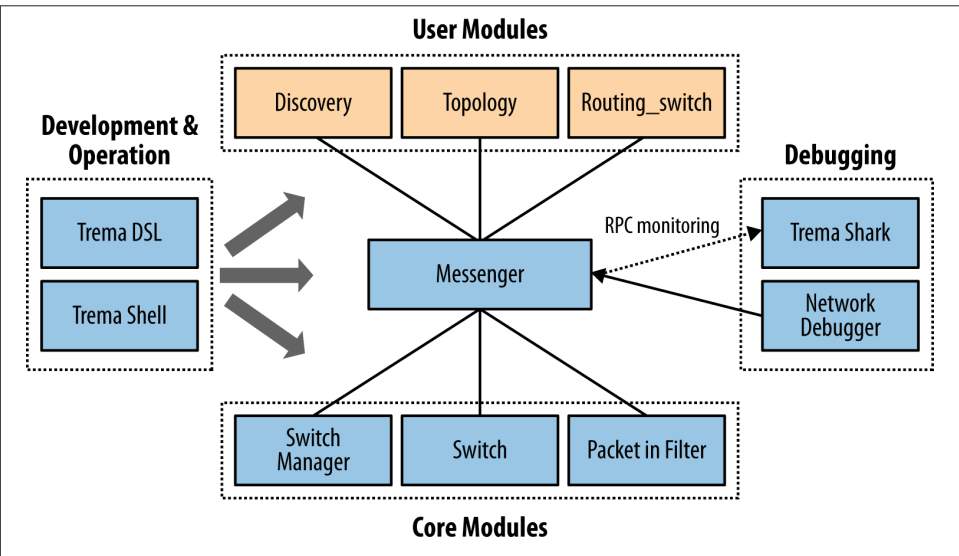 User Modules
Discovery
Topology
Routing_switch
Development &
Operation
Trema DSL
Trema Shell
Debugging
RPC monitoring
Trema Shark
Network
Debugger
Messenger
Switch
Manager
Switch
Packet in Filter
Core Modules